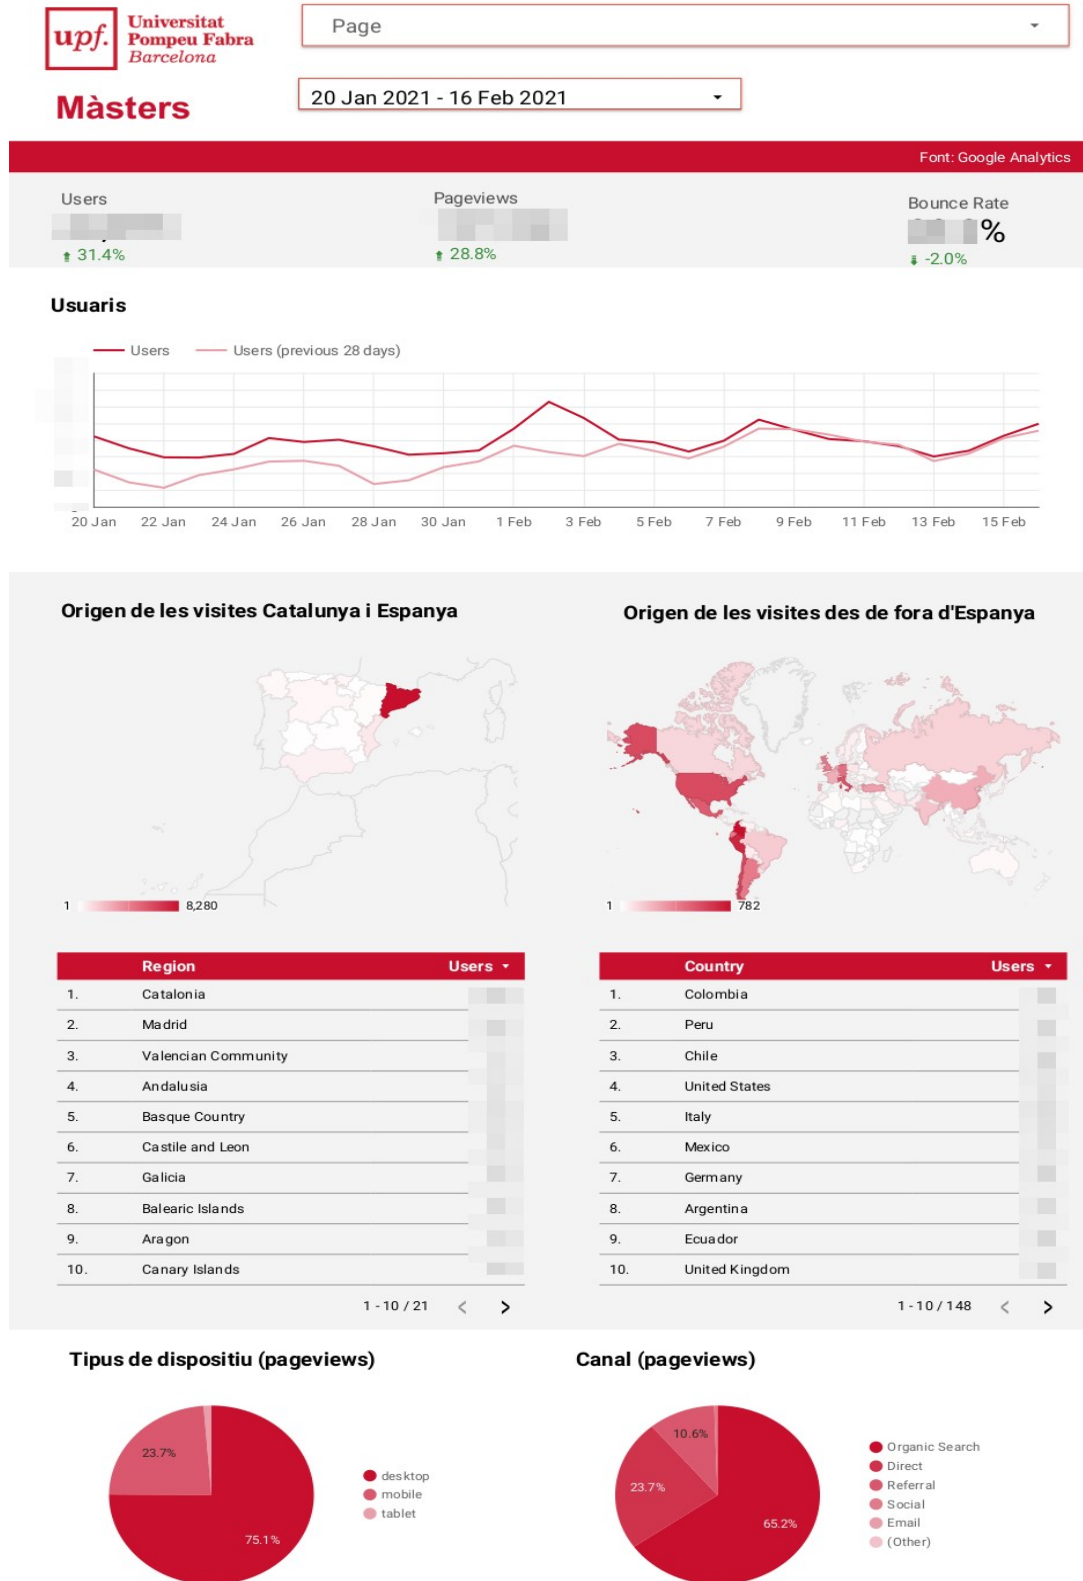 upf.
Universitat
Pompeu Fabra
Barcelona
Page
Màsters
20 Jan 2021 - 16 Feb 2021
Font: Google Analytics
Users
31.4%
Pageviews
28.8%
Bounce Rate
%
-2.0%
Usuaris
Users
Users (previous 28 days)
20 Jan 22 Jan 24 Jan 26 Jan 28 Jan 30 Jan 1 Feb 3 Feb 5 Feb 7 Feb 9 Feb 11 Feb 13 Feb 15 Feb
Origen de les visites Catalunya i Espanya
1 8,280
Region Users
1. Catalonia
2. Madrid
3. Valencian Community
4. Andalusia
5. Basque Country
6. Castile and Leon
7. Galicia
8. Balearic Islands
9. Aragon
10. Canary Islands
1 - 10 / 21 < >
Origen de les visites des de fora d'Espanya
1 782
Country Users
1. Colombia
2. Peru
3. Chile
4. United States
5. Italy
6. Mexico
7. Germany
8. Argentina
9. Ecuador
10. United Kingdom
1 - 10 / 148 < >
Tipus de dispositiu (pageviews)
23.7%
75.1%
desktop
mobile
tablet
Canal (pageviews)
10.6%
23.7%
65.2%
Organic Search
Direct
Referral
Social
Email
(Other)